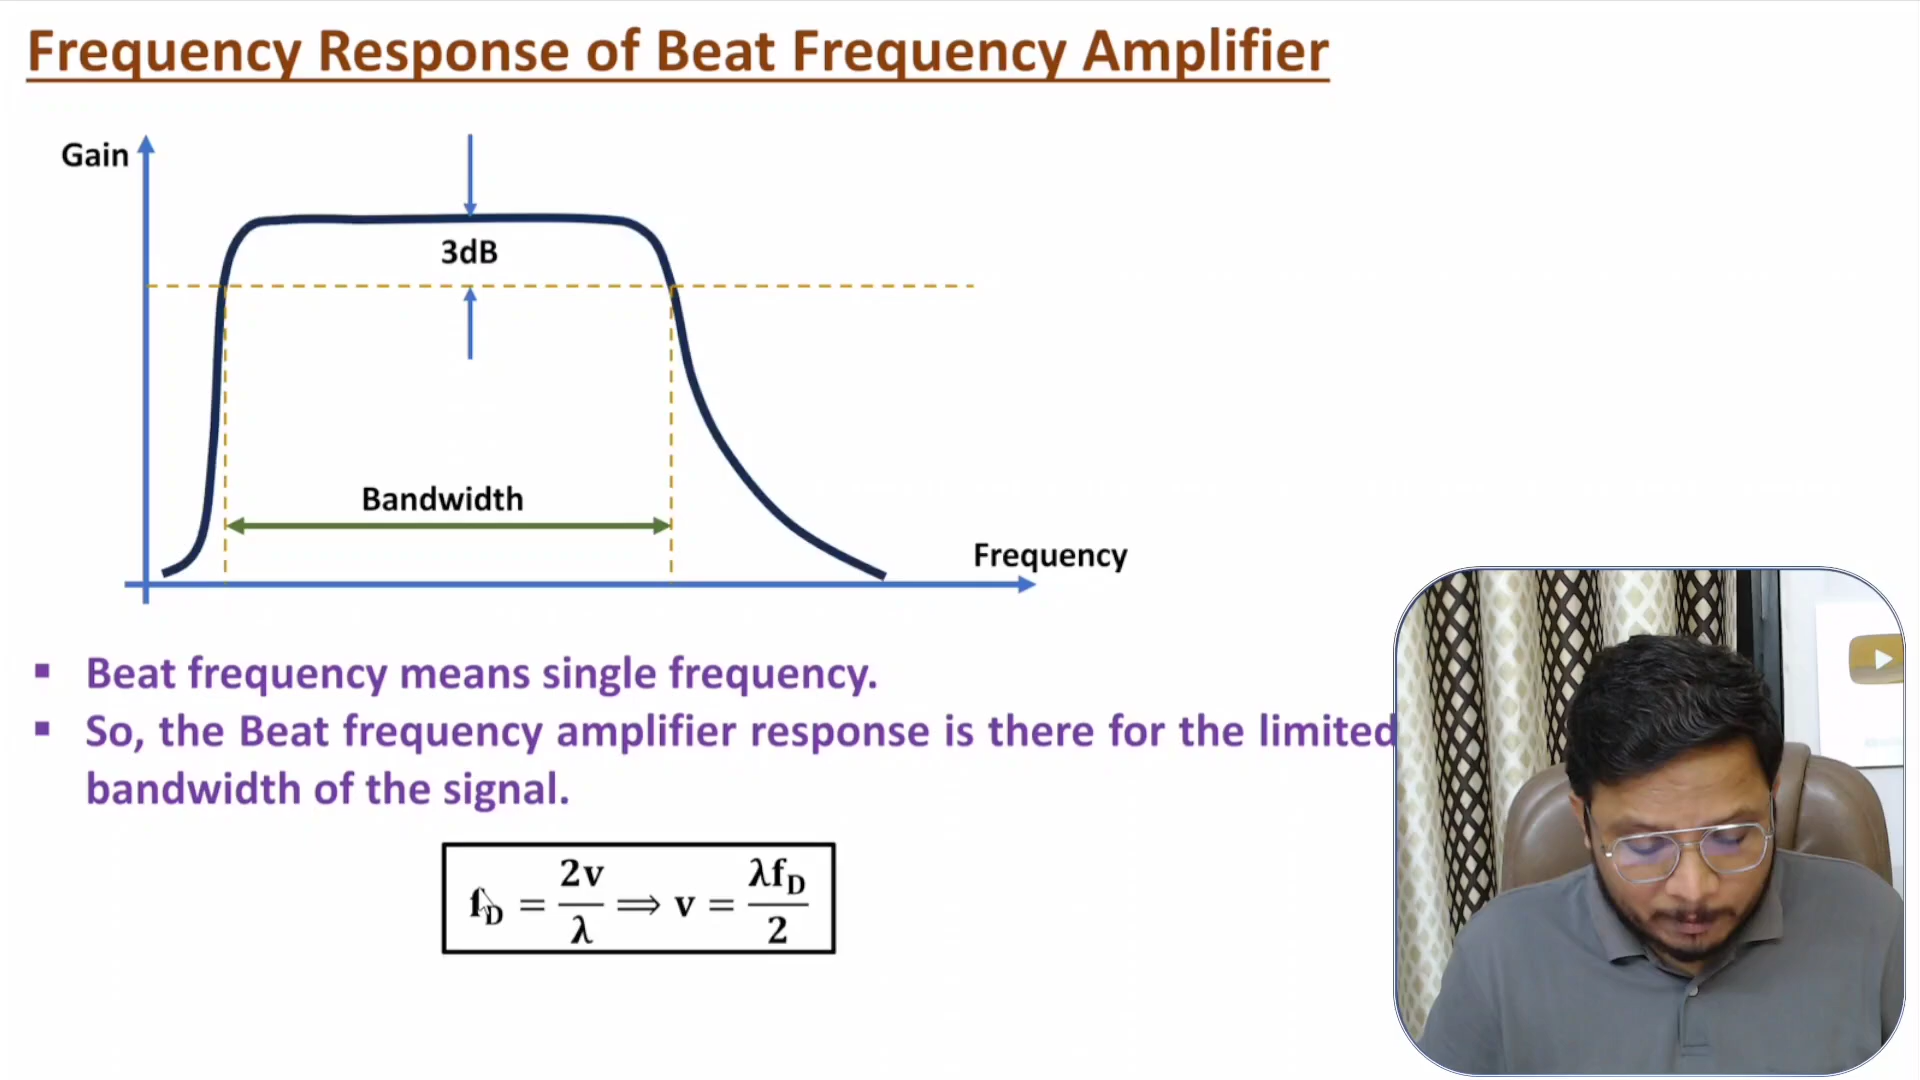 Frequency Response of Beat Frequency Amplifier
Gain
3dB
Bandwidth
Frequency
▪ Beat frequency means single frequency.
▪ So, the Beat frequency amplifier response is there for the limited
bandwidth of the signal.
f_D = 2v/λ ⟹ v = λf_D/2